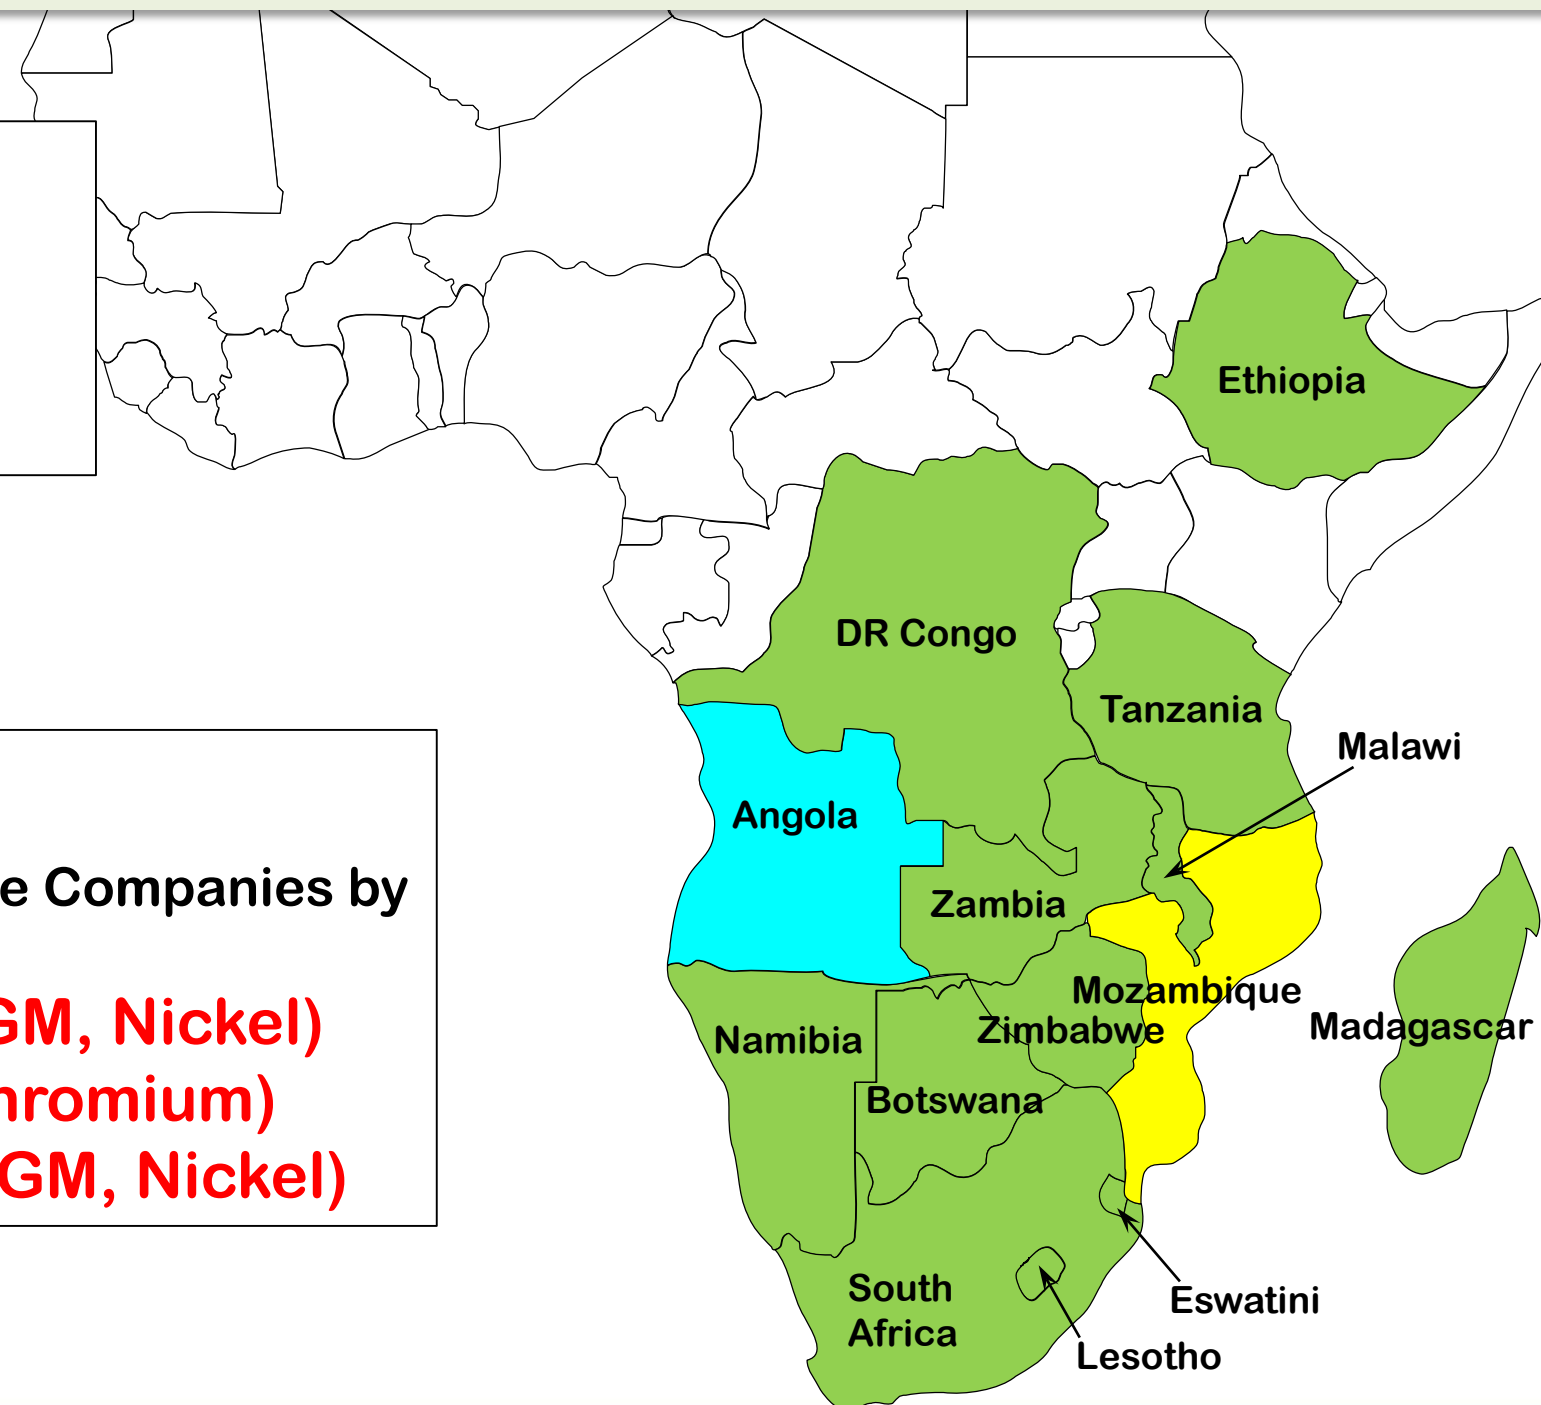 Ethiopia
DR Congo
Tanzania
Malawi
Angola
Zambia
Mozambique
Zimbabwe
Madagascar
Namibia
Botswana
South
Africa
Eswatini
Lesotho
e Companies by
GM, Nickel)
hromium)
GM, Nickel)